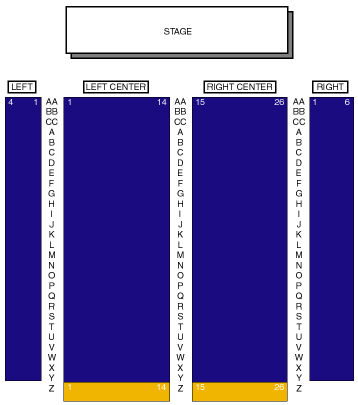 STAGE
LEFT LEFT CENTER RIGHT CENTER RIGHT
4 1 AA 1 14 AA 15 26 AA 1 6
BB BB BB
CC CC CC
A A A
B B B
C C C
D D D
E E E
F F F
G G G
H H H
I I I
J J J
K K K
L L L
M M M
N N N
O O O
P P P
Q Q Q
R R R
S S S
T T T
U U U
V V V
W W W
X X X
Y Y Y
Z 1 14 Z 15 26 Z